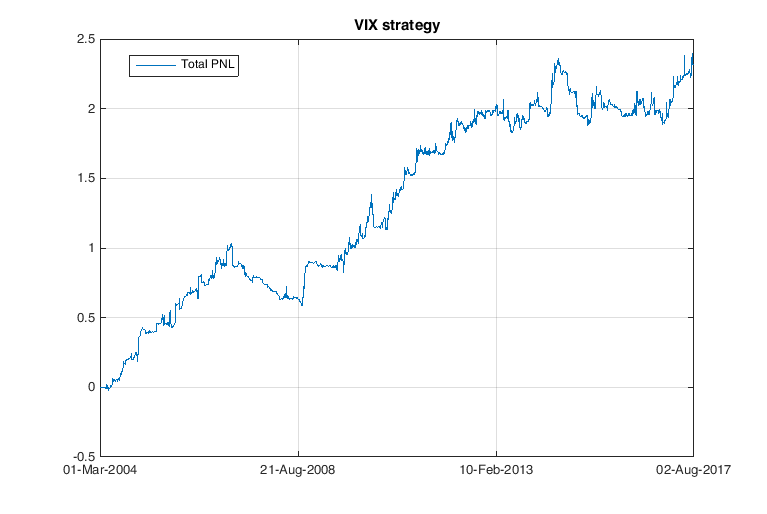 VIX strategy
Total PNL
2.5
2
1.5
1
0.5
0
-0.5
01-Mar-2004
21-Aug-2008
10-Feb-2013
02-Aug-2017